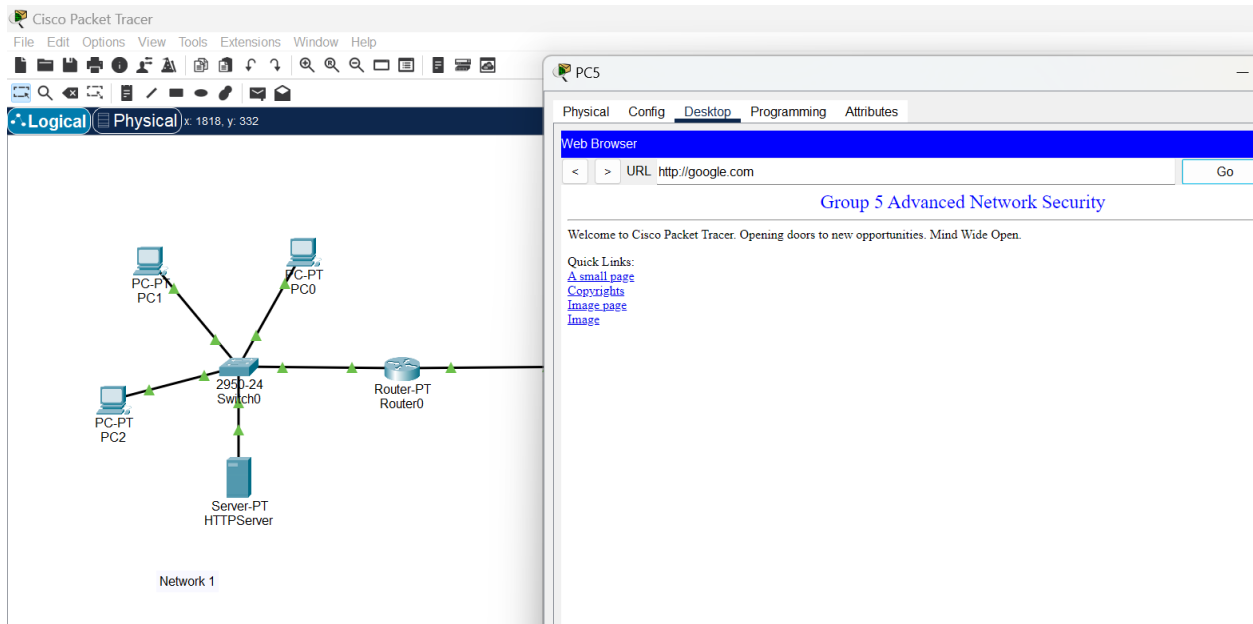 Cisco Packet Tracer
File Edit Options View Tools Extensions Window Help
Logical Physical x: 1818, y: 332
PC-PT
PC1
PC-PT
PC0
2950-24
Switch0
Router-PT
Router0
PC-PT
PC2
Server-PT
HTTPServer
Network 1
PC5
Physical Config Desktop Programming Attributes
Web Browser
< > URL http://google.com Go
Group 5 Advanced Network Security
Welcome to Cisco Packet Tracer. Opening doors to new opportunities. Mind Wide Open.
Quick Links:
A small page
Copyrights
Image page
Image